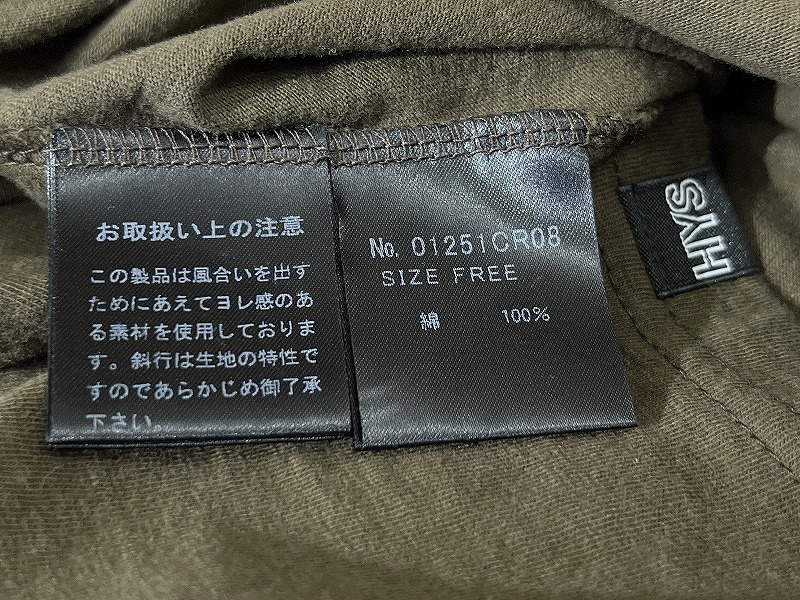 お取扱い上の注意
この製品は風合いを出す
ためにあえてヨレ感のあ
る素材を使用しておりま
す。斜行は生地の特性で
すのであらかじめ御了承
下さい。
No. 01251CR08
SIZE FREE
綿 100%
HYS